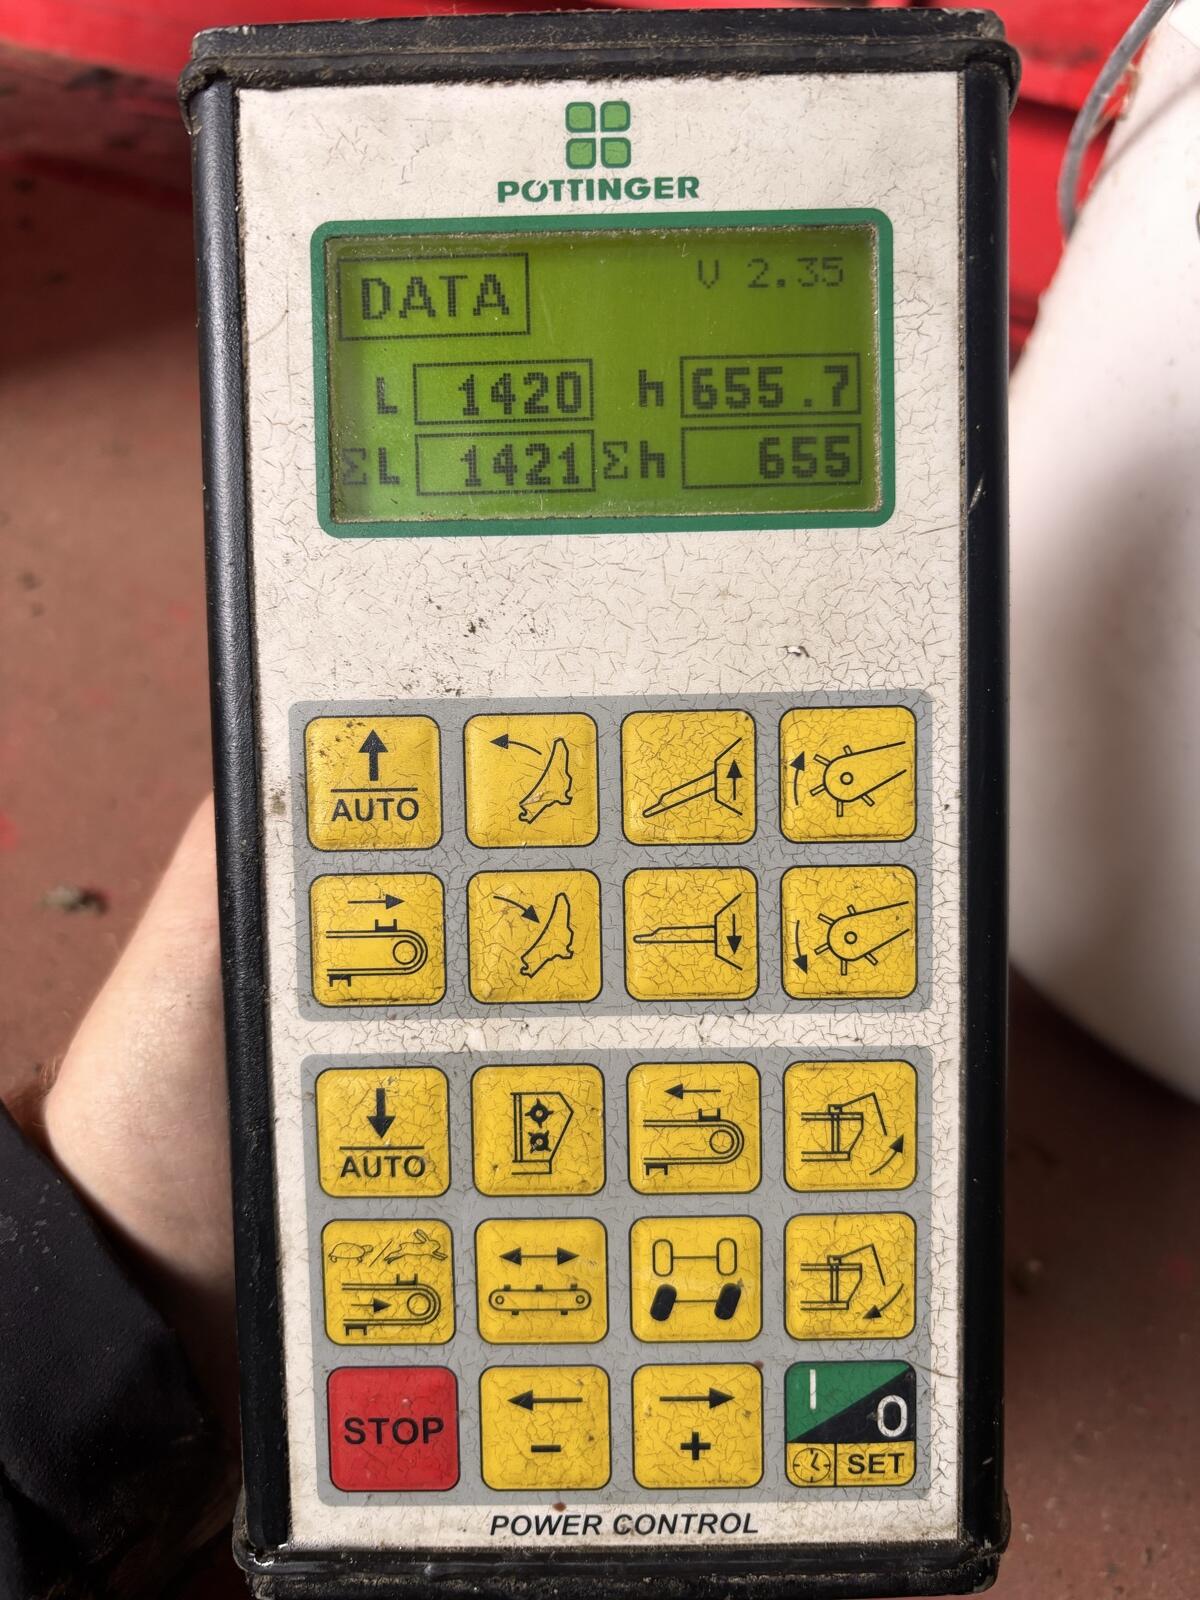 PÖTTINGER
DATA V 2.35
L 1420 h 655.7
ΣL 1421 Σh 655
AUTO
AUTO
STOP - + I 0
SET
POWER CONTROL